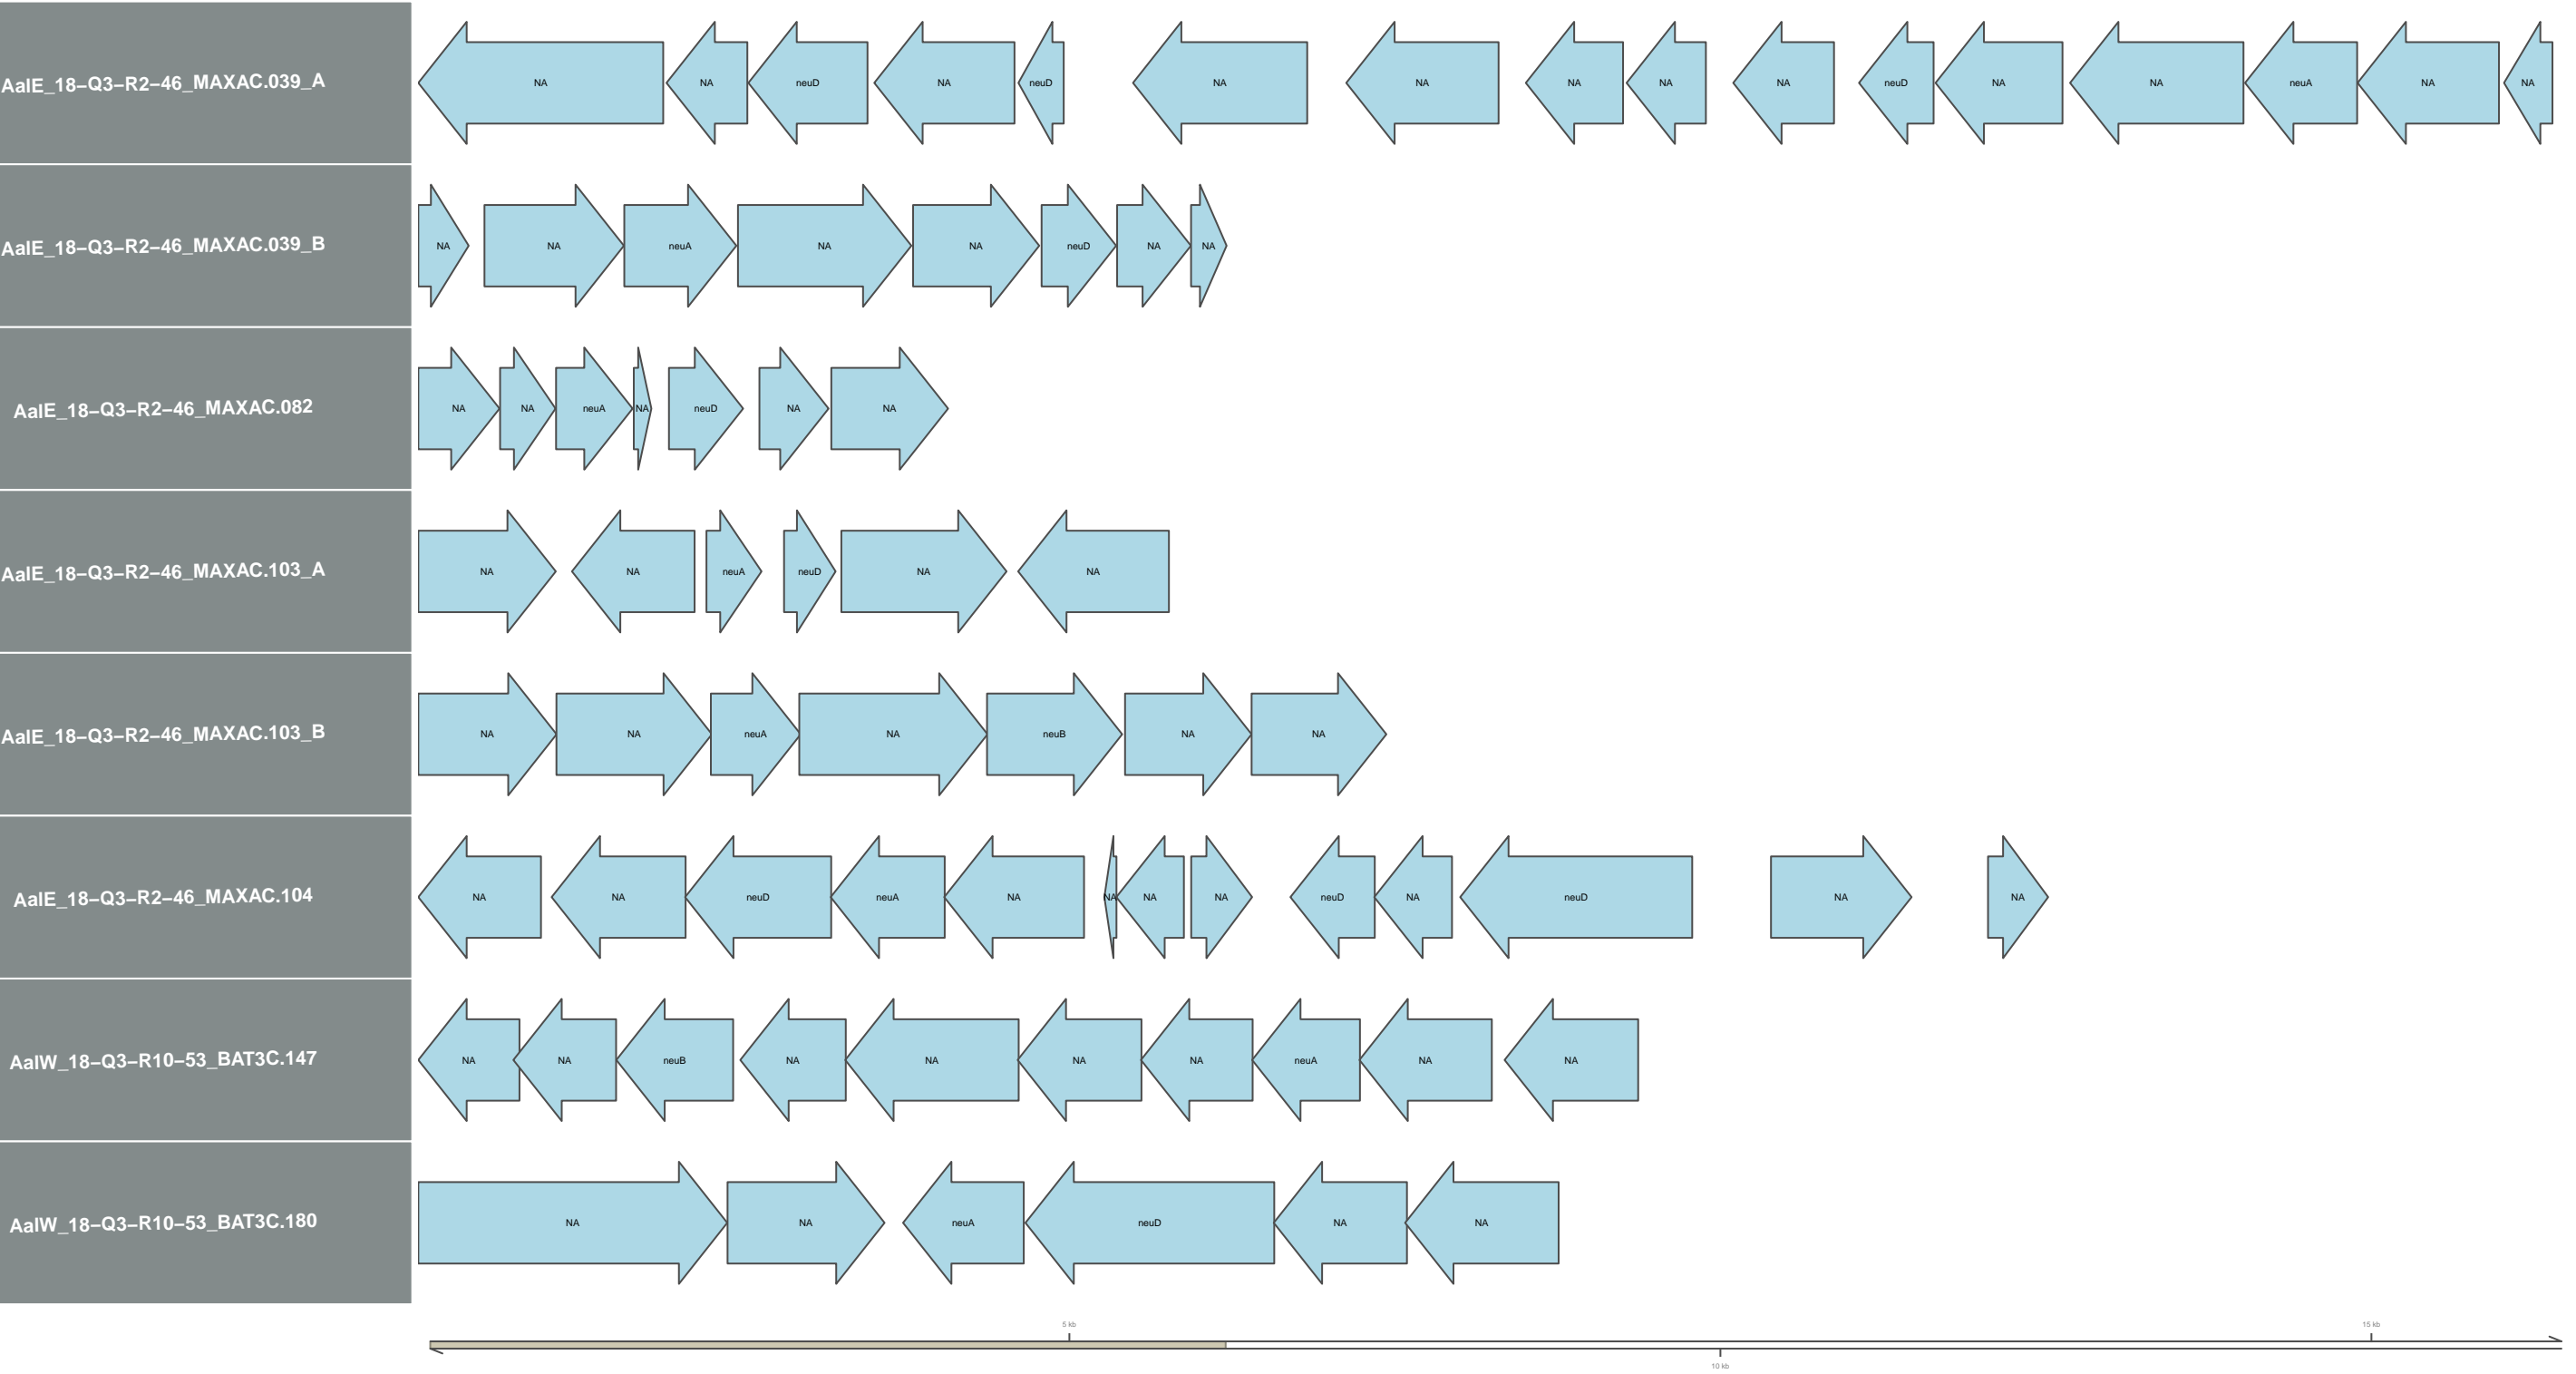 AalE_18–Q3–R2–46_MAXAC.039_A NA NA neuD NA neuD NA NA NA NA NA neuD NA NA neuA NA NA
AalE_18–Q3–R2–46_MAXAC.039_B NA NA neuA NA NA neuD NA NA
AalE_18–Q3–R2–46_MAXAC.082 NA NA neuA NA neuD NA NA
AalE_18–Q3–R2–46_MAXAC.103_A NA NA neuA neuD NA NA
AalE_18–Q3–R2–46_MAXAC.103_B NA NA neuA NA neuB NA NA
AalE_18–Q3–R2–46_MAXAC.104 NA NA neuD neuA NA NA NA NA neuD NA neuD NA NA
AalW_18–Q3–R10–53_BAT3C.147 NA NA neuB NA NA NA NA neuA NA NA
AalW_18–Q3–R10–53_BAT3C.180 NA NA neuA neuD NA NA
5 kb 15 kb
10 kb